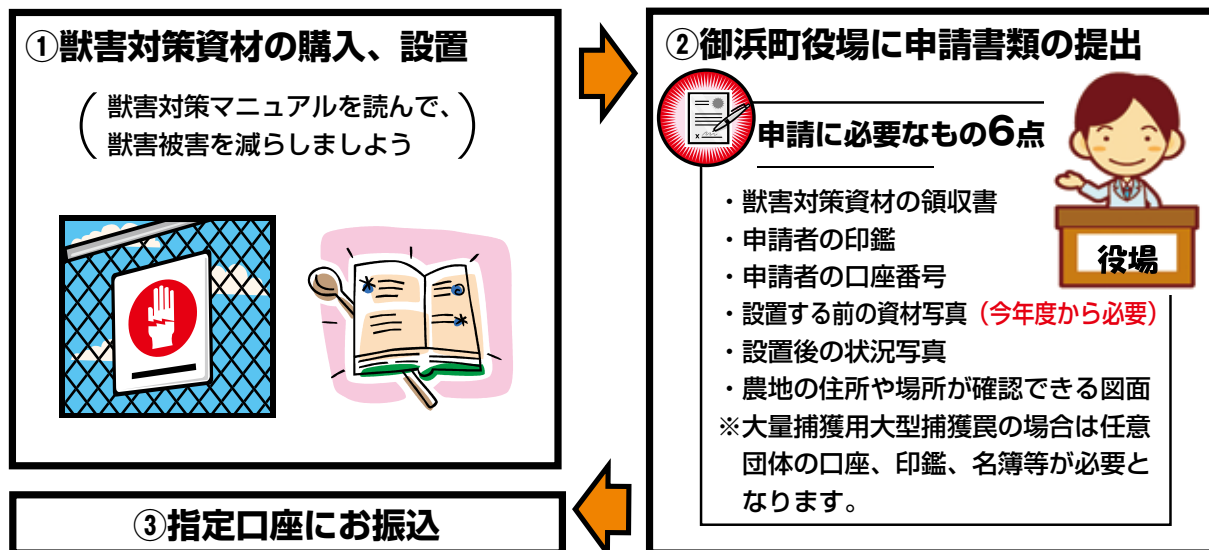 ①獣害対策資材の購入、設置
(獣害対策マニュアルを読んで、
獣害被害を減らしましよう)
②御浜町役場に申請書類の提出
申請に必要なもの6点
・獣害対策資材の領収書
・申請者の印鑑
・申請者の口座番号
・設置する前の資材写真（今年度から必要）
・設置後の状況写真
・農地の住所や場所が確認できる図面
※大量捕獲用大型捕獲罠の場合は任意
団体の口座、印鑑、名簿等が必要と
なります。
役場
③指定口座にお振込